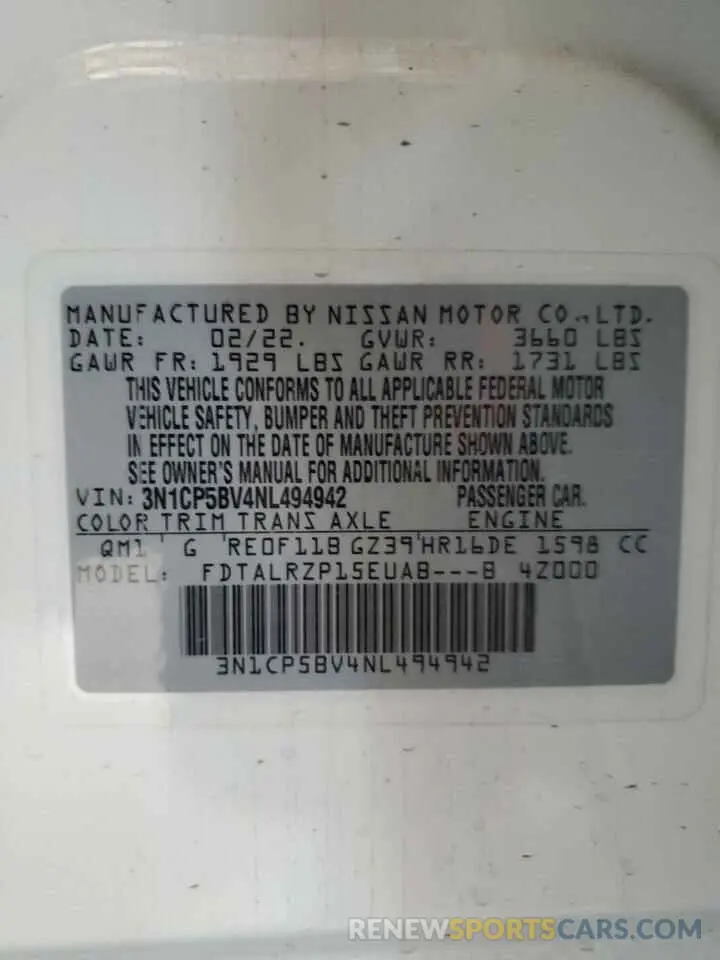 MANUFACTURED BY NISSAN MOTOR CO., LTD.
DATE: 02/22. GVWR: 3660 LBS
GAWR FR: 1929 LBS GAWR RR: 1731 LBS
THIS VEHICLE CONFORMS TO ALL APPLICABLE FEDERAL MOTOR
VEHICLE SAFETY, BUMPER AND THEFT PREVENTION STANDARDS
IN EFFECT ON THE DATE OF MANUFACTURE SHOWN ABOVE.
SEE OWNER'S MANUAL FOR ADDITIONAL INFORMATION.
VIN: 3N1CP5BV4NL494942 PASSENGER CAR.
COLOR TRIM TRANS AXLE ENGINE
QM1 G RE0F11B GZ39 HR16DE 1598 CC
MODEL: FDTALRZP15EUAB---B 4Z000
3N1CP5BV4NL494942
RENEWSPORTSCARS.COM